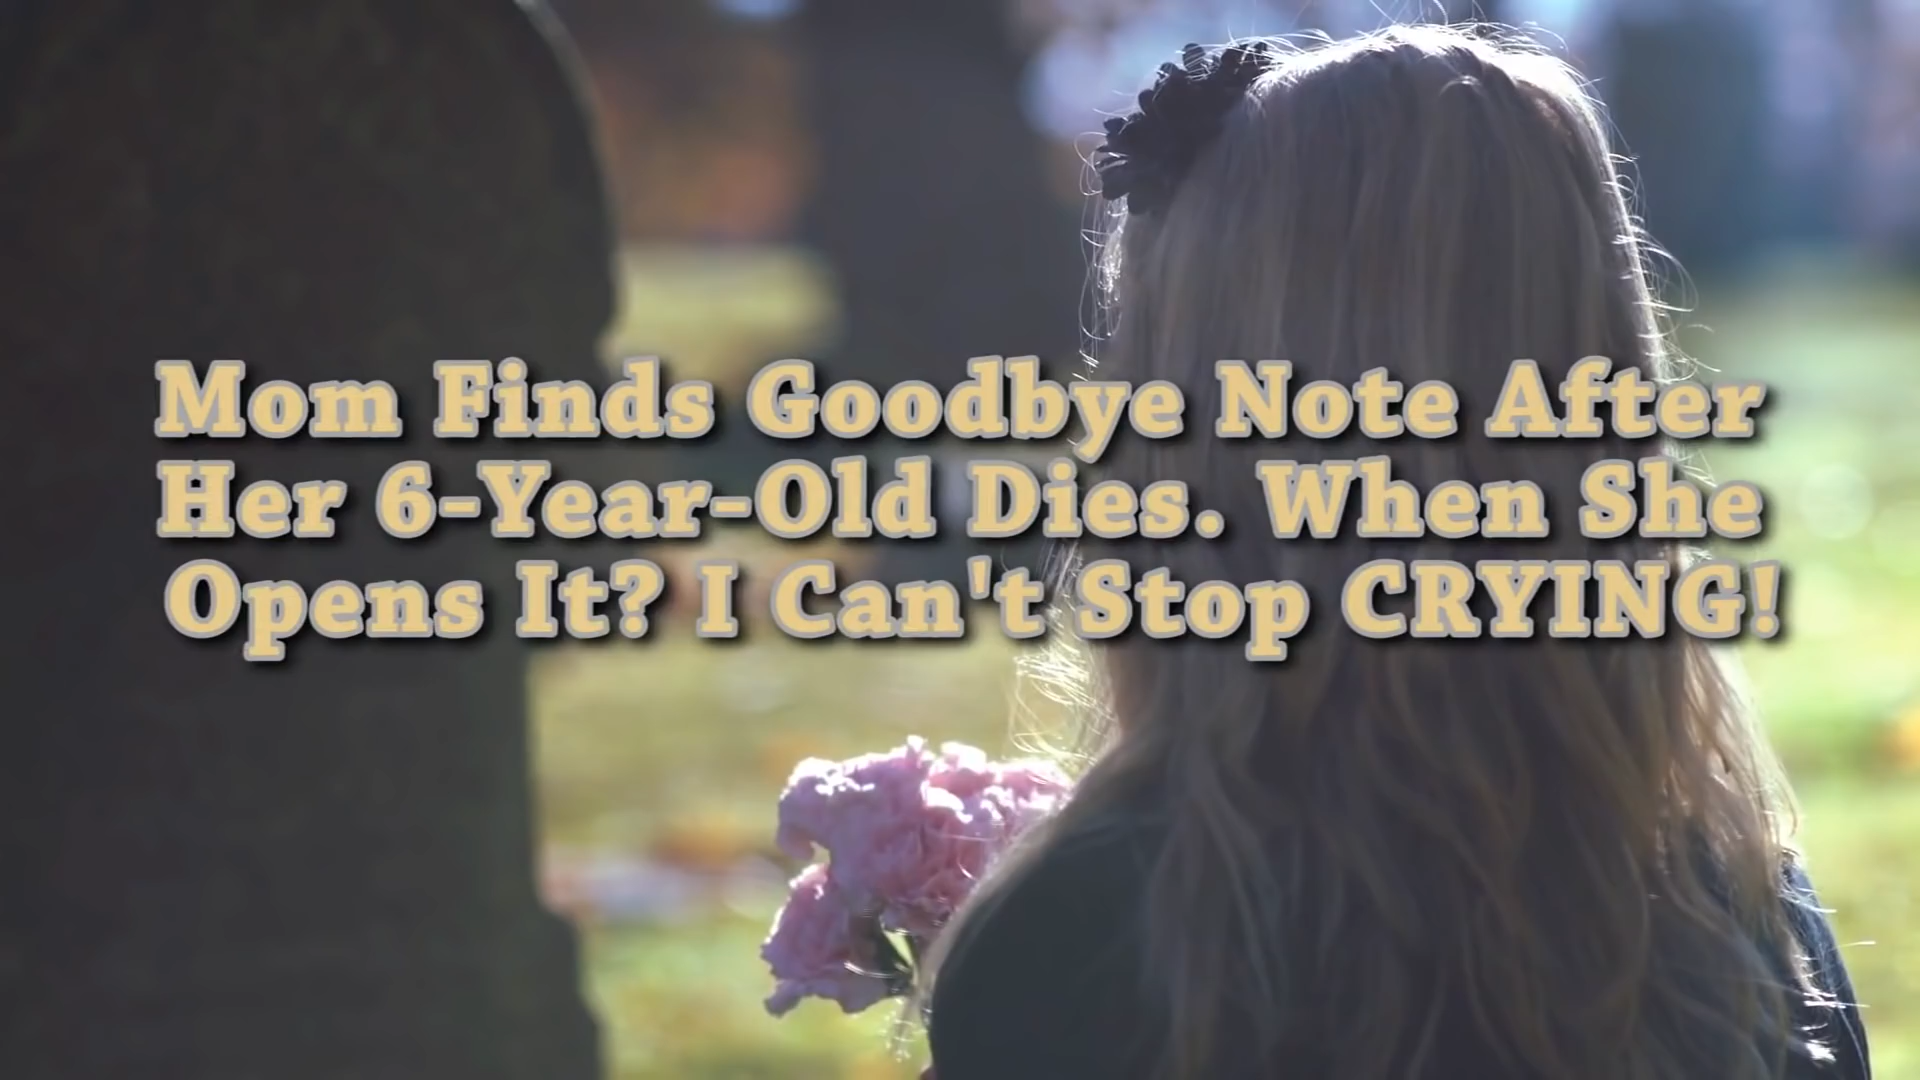 Mom Finds Goodbye Note After
Her 6-Year-Old Dies. When She
Opens It? I Can't Stop CRYING!